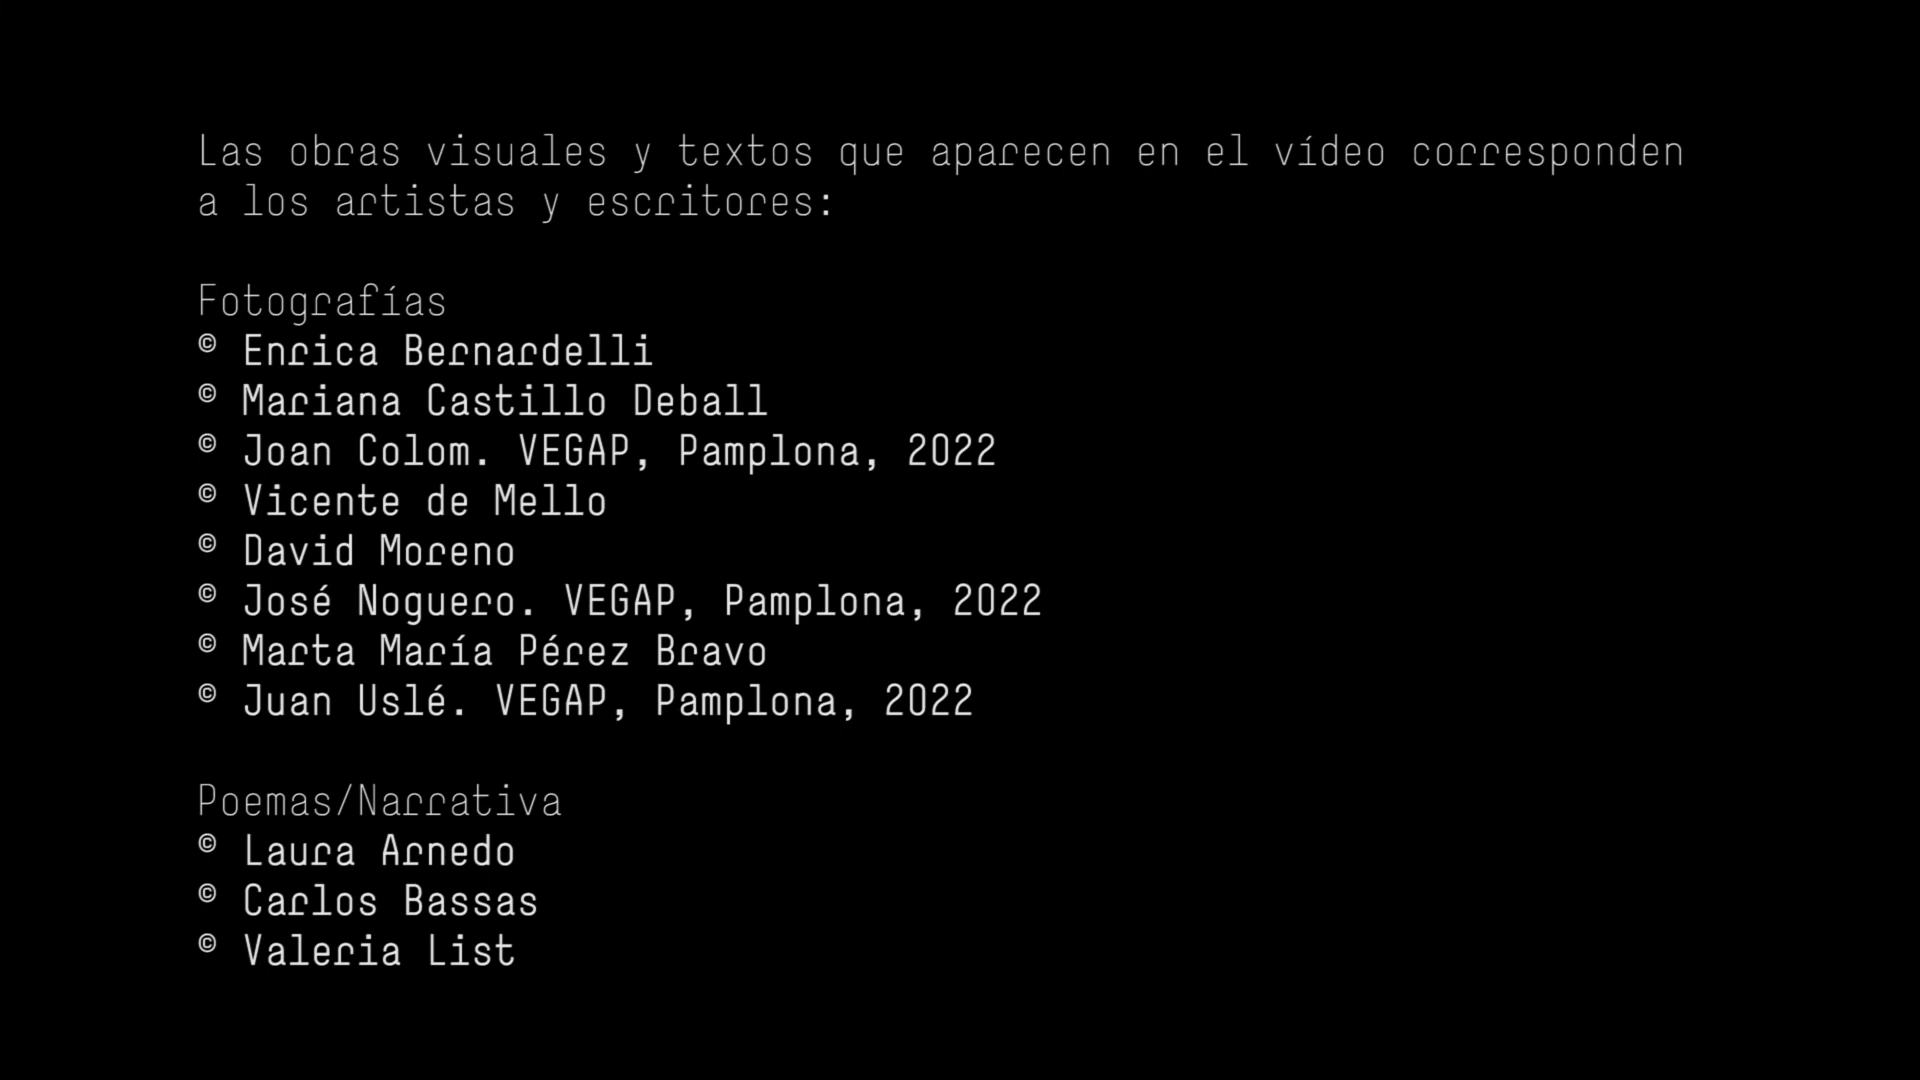 Las obras visuales y textos que aparecen en el vídeo corresponden
a los artistas y escritores:
Fotografías
© Enrica Bernardelli
© Mariana Castillo Deball
© Joan Colom. VEGAP, Pamplona, 2022
© Vicente de Mello
© David Moreno
© José Noguero. VEGAP, Pamplona, 2022
© Marta María Pérez Bravo
© Juan Uslé. VEGAP, Pamplona, 2022
Poemas/Narrativa
© Laura Arnedo
© Carlos Bassas
© Valeria List